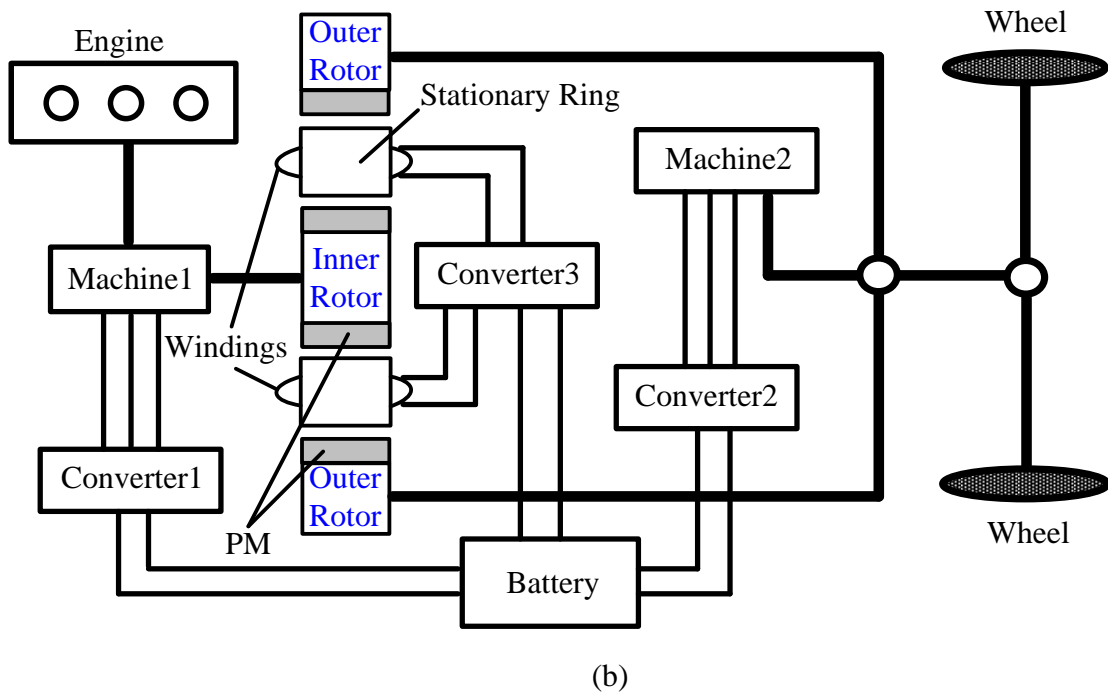 Engine
Outer
Rotor
Wheel
Stationary Ring
Machine2
Machine1
Inner
Rotor
Converter3
Windings
Converter2
Converter1
Outer
Rotor
PM
Battery
Wheel
(b)